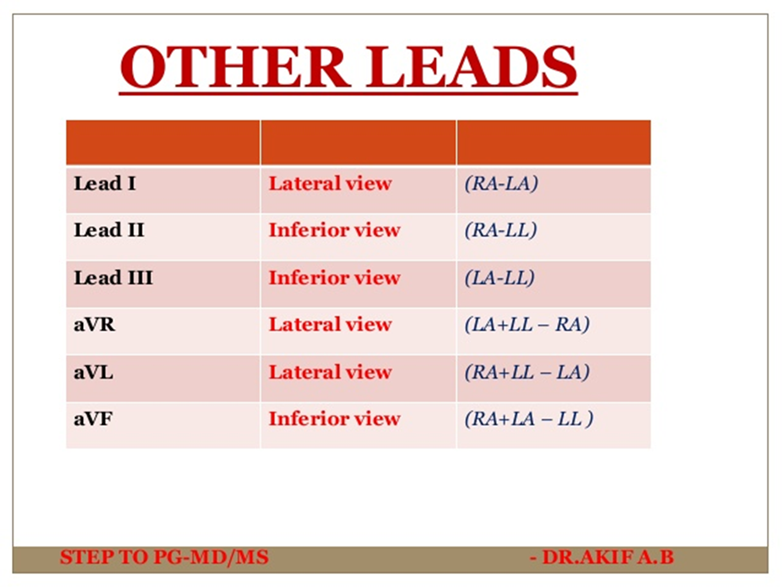 OTHER LEADS
Lead I Lateral view (RA-LA)
Lead II Inferior view (RA-LL)
Lead III Inferior view (LA-LL)
aVR Lateral view (LA+LL – RA)
aVL Lateral view (RA+LL – LA)
aVF Inferior view (RA+LA – LL )
STEP TO PG-MD/MS - DR.AKIF A.B